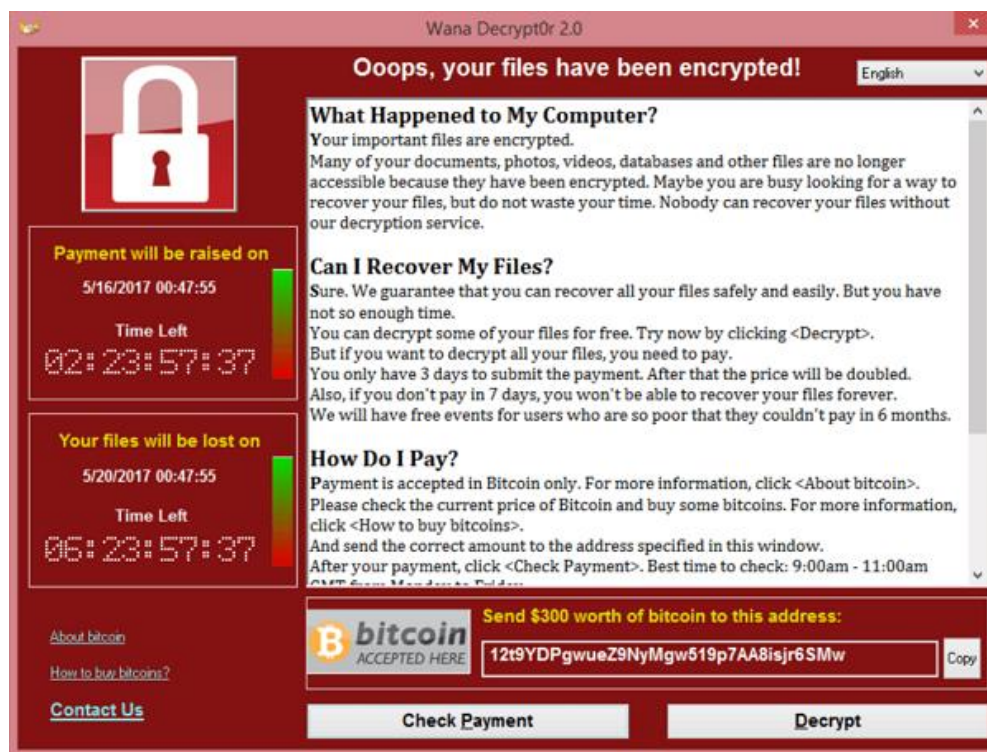 Wana Decrypt0r 2.0
Ooops, your files have been encrypted!
English
Payment will be raised on
5/16/2017 00:47:55
Time Left
02:23:57:37
Your files will be lost on
5/20/2017 00:47:55
Time Left
06:23:57:37
About bitcoin
How to buy bitcoins?
Contact Us
What Happened to My Computer?
Your important files are encrypted.
Many of your documents, photos, videos, databases and other files are no longer
accessible because they have been encrypted. Maybe you are busy looking for a way to
recover your files, but do not waste your time. Nobody can recover your files without
our decryption service.
Can I Recover My Files?
Sure. We guarantee that you can recover all your files safely and easily. But you have
not so enough time.
You can decrypt some of your files for free. Try now by clicking <Decrypt>.
But if you want to decrypt all your files, you need to pay.
You only have 3 days to submit the payment. After that the price will be doubled.
Also, if you don't pay in 7 days, you won't be able to recover your files forever.
We will have free events for users who are so poor that they couldn't pay in 6 months.
How Do I Pay?
Payment is accepted in Bitcoin only. For more information, click <About bitcoin>.
Please check the current price of Bitcoin and buy some bitcoins. For more information,
click <How to buy bitcoins>.
And send the correct amount to the address specified in this window.
After your payment, click <Check Payment>. Best time to check: 9:00am - 11:00am
GMT from Monday to Friday.
bitcoin
ACCEPTED HERE
Send $300 worth of bitcoin to this address:
12t9YDPgwueZ9NyMgw519p7AA8isjr6SMw
Copy
Check Payment
Decrypt